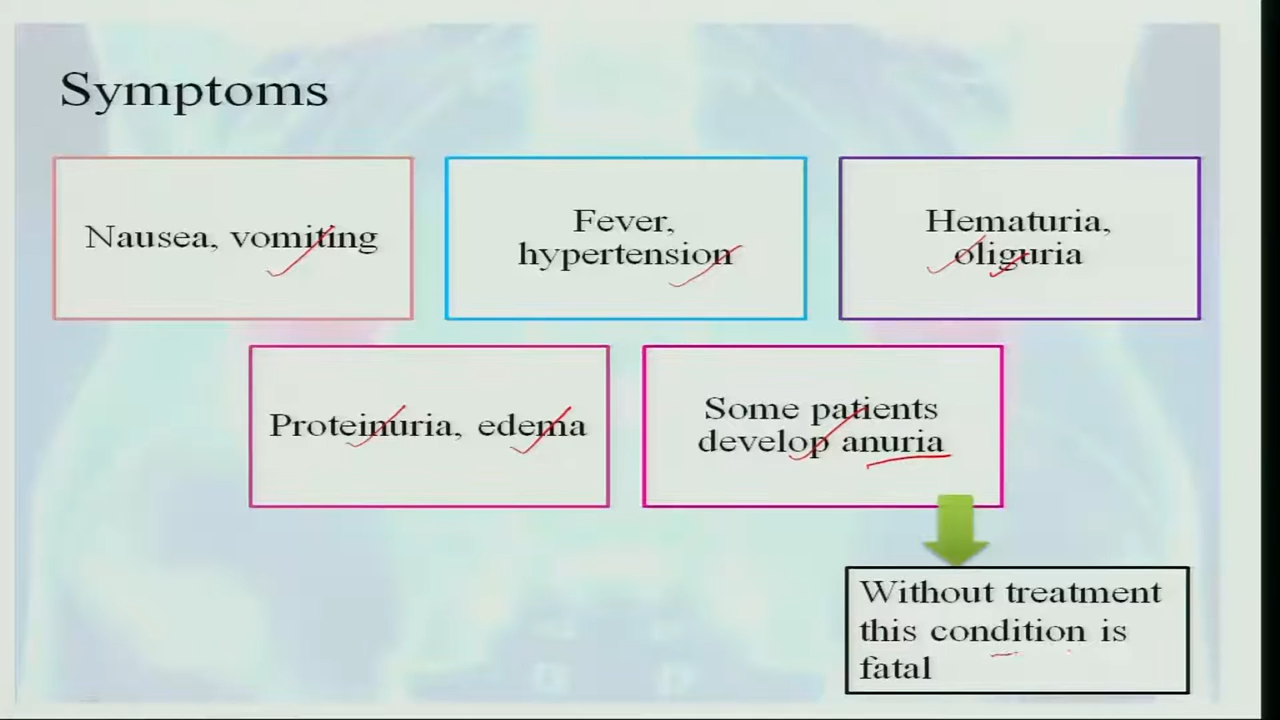 Symptoms
Nausea, vomiting
Fever,
hypertension
Hematuria,
oliguria
Proteinuria, edema
Some patients
develop anuria
Without treatment
this condition is
fatal